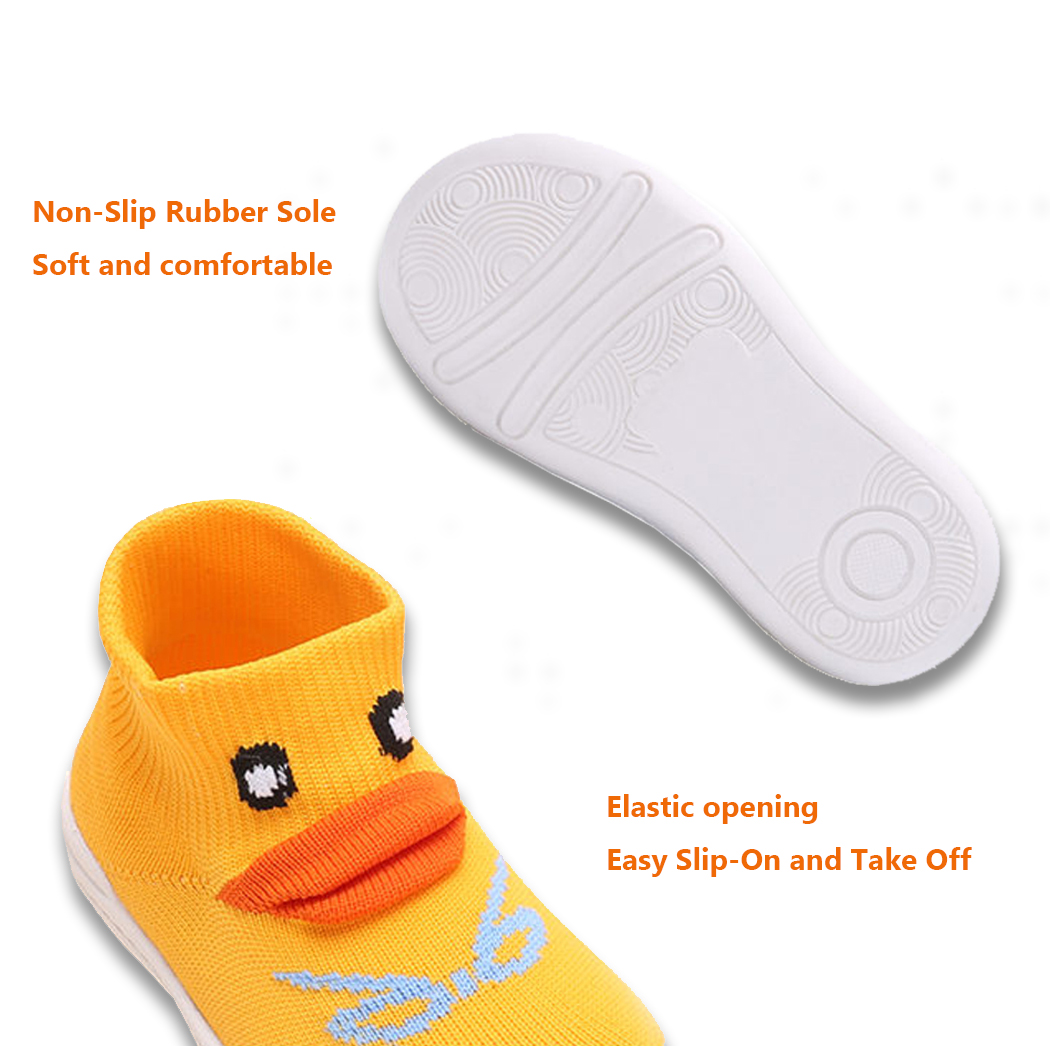 Non-Slip Rubber Sole
Soft and comfortable
Elastic opening
Easy Slip-On and Take Off